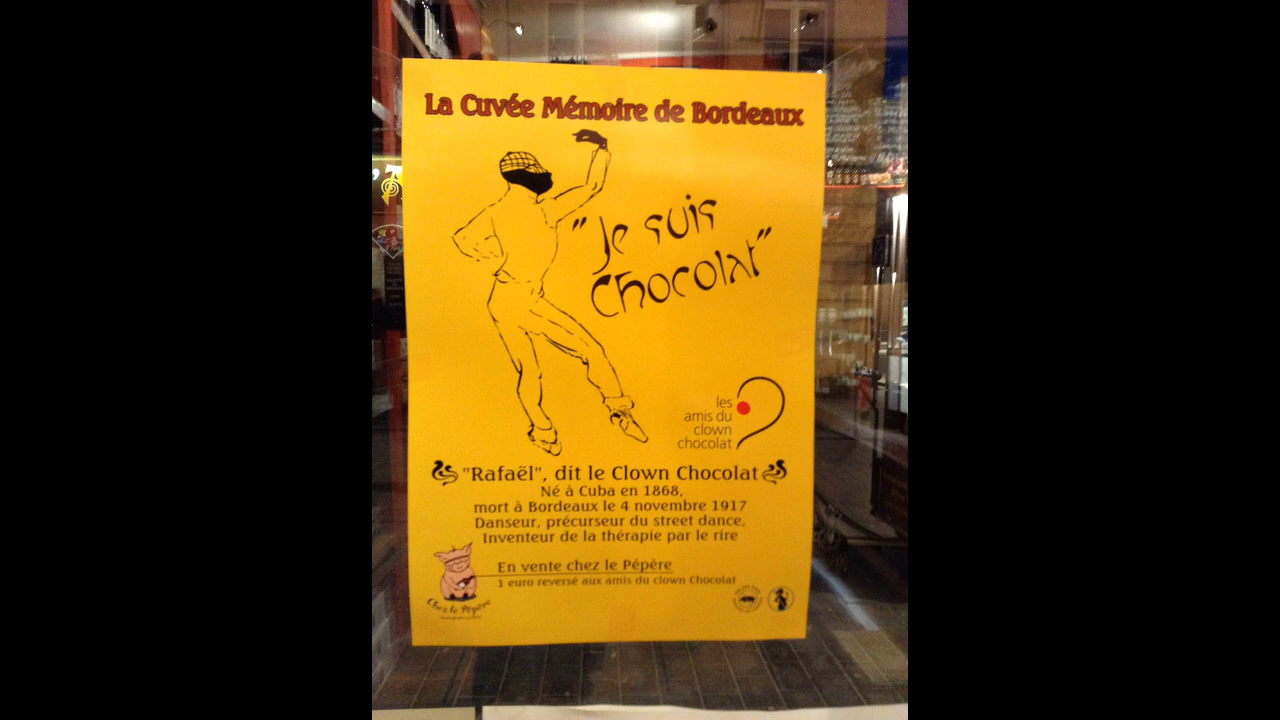 La Cuvée Mémoire de Bordeaux
"Je suis
Chocolat"
les
amis du
clown
chocolat
"Rafaël", dit le Clown Chocolat
Né à Cuba en 1868,
mort à Bordeaux le 4 novembre 1917
Danseur, précurseur du street dance,
Inventeur de la thérapie par le rire
En vente chez le Pépère
1 euro reversé aux amis du clown Chocolat
Chez le Pépère